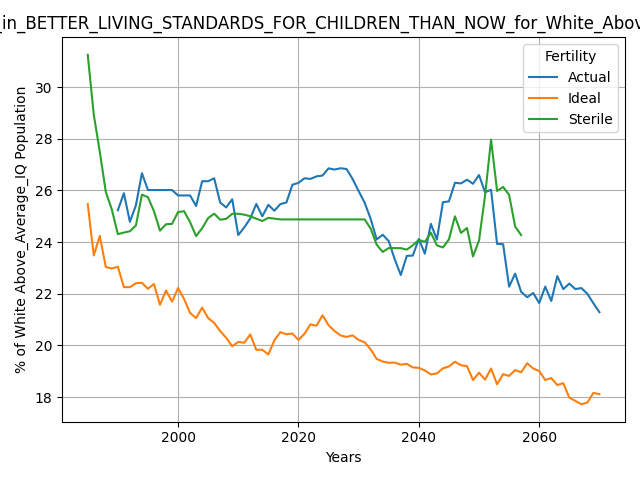 _in_BETTER_LIVING_STANDARDS_FOR_CHILDREN_THAN_NOW_for_White_Abov
Fertility
Actual
Ideal
Sterile
% of White Above_Average_IQ Population
30
28
26
24
22
20
18
2000
2020
2040
2060
Years